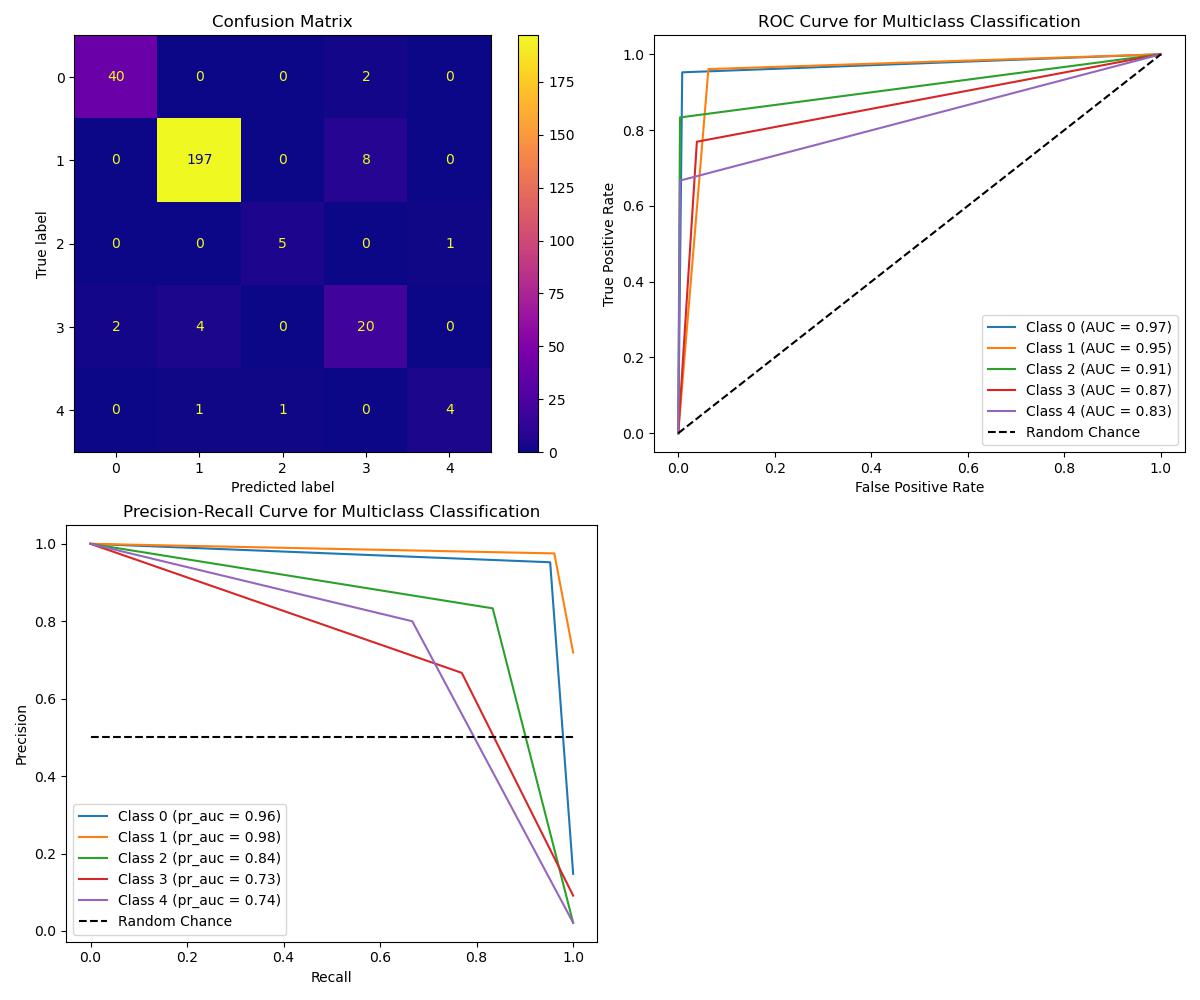 Confusion Matrix
True label
0 40 0 0 2 0
1 0 197 0 8 0
2 0 0 5 0 1
3 2 4 0 20 0
4 0 1 1 0 4
0 1 2 3 4
Predicted label
175
150
125
100
75
50
25
0
ROC Curve for Multiclass Classification
True Positive Rate
1.0
0.8
0.6
0.4
0.2
0.0
Class 0 (AUC = 0.97)
Class 1 (AUC = 0.95)
Class 2 (AUC = 0.91)
Class 3 (AUC = 0.87)
Class 4 (AUC = 0.83)
Random Chance
0.0 0.2 0.4 0.6 0.8 1.0
False Positive Rate
Precision-Recall Curve for Multiclass Classification
Precision
1.0
0.8
0.6
0.4
0.2
0.0
Class 0 (pr_auc = 0.96)
Class 1 (pr_auc = 0.98)
Class 2 (pr_auc = 0.84)
Class 3 (pr_auc = 0.73)
Class 4 (pr_auc = 0.74)
Random Chance
0.0 0.2 0.4 0.6 0.8 1.0
Recall